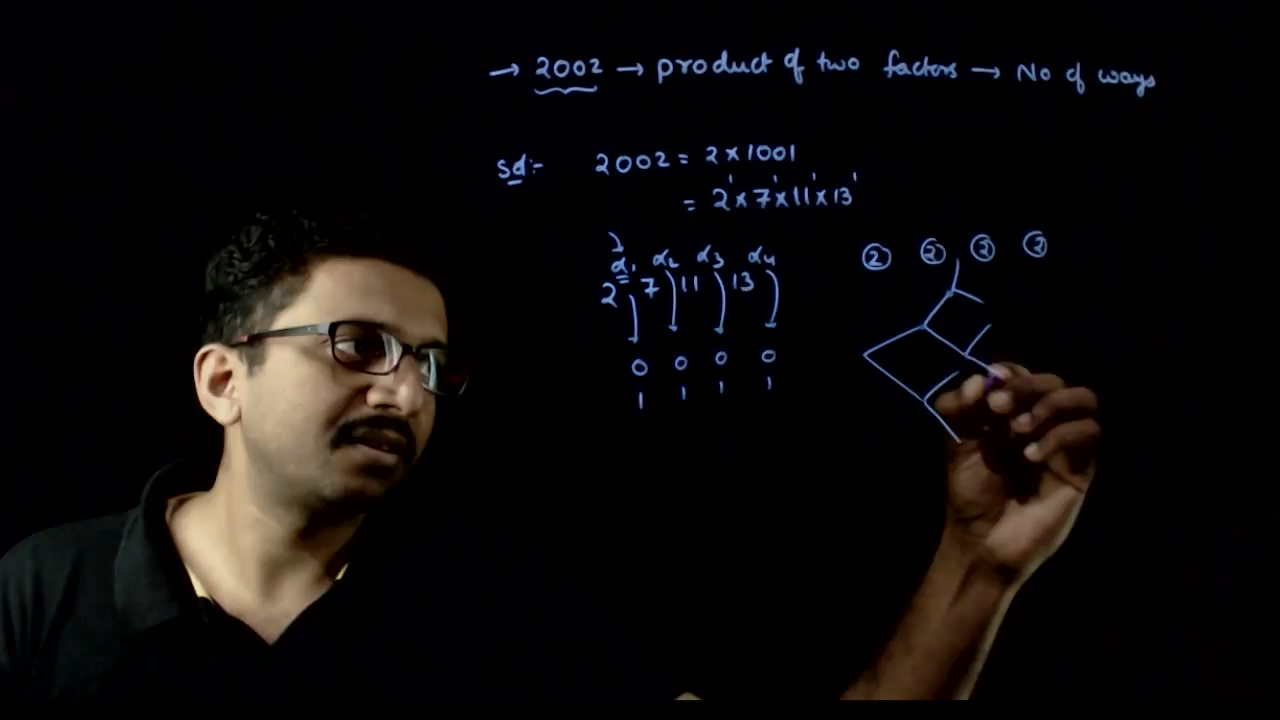 → 2002 → product of two factors → No of ways
Sol:- 2002 = 2 × 1001
= 2¹ × 7¹ × 11¹ × 13¹
2^α₁ 7^α₂ 11^α₃ 13^α₄
② ② ② ②
0 0 0 0
1 1 1 1